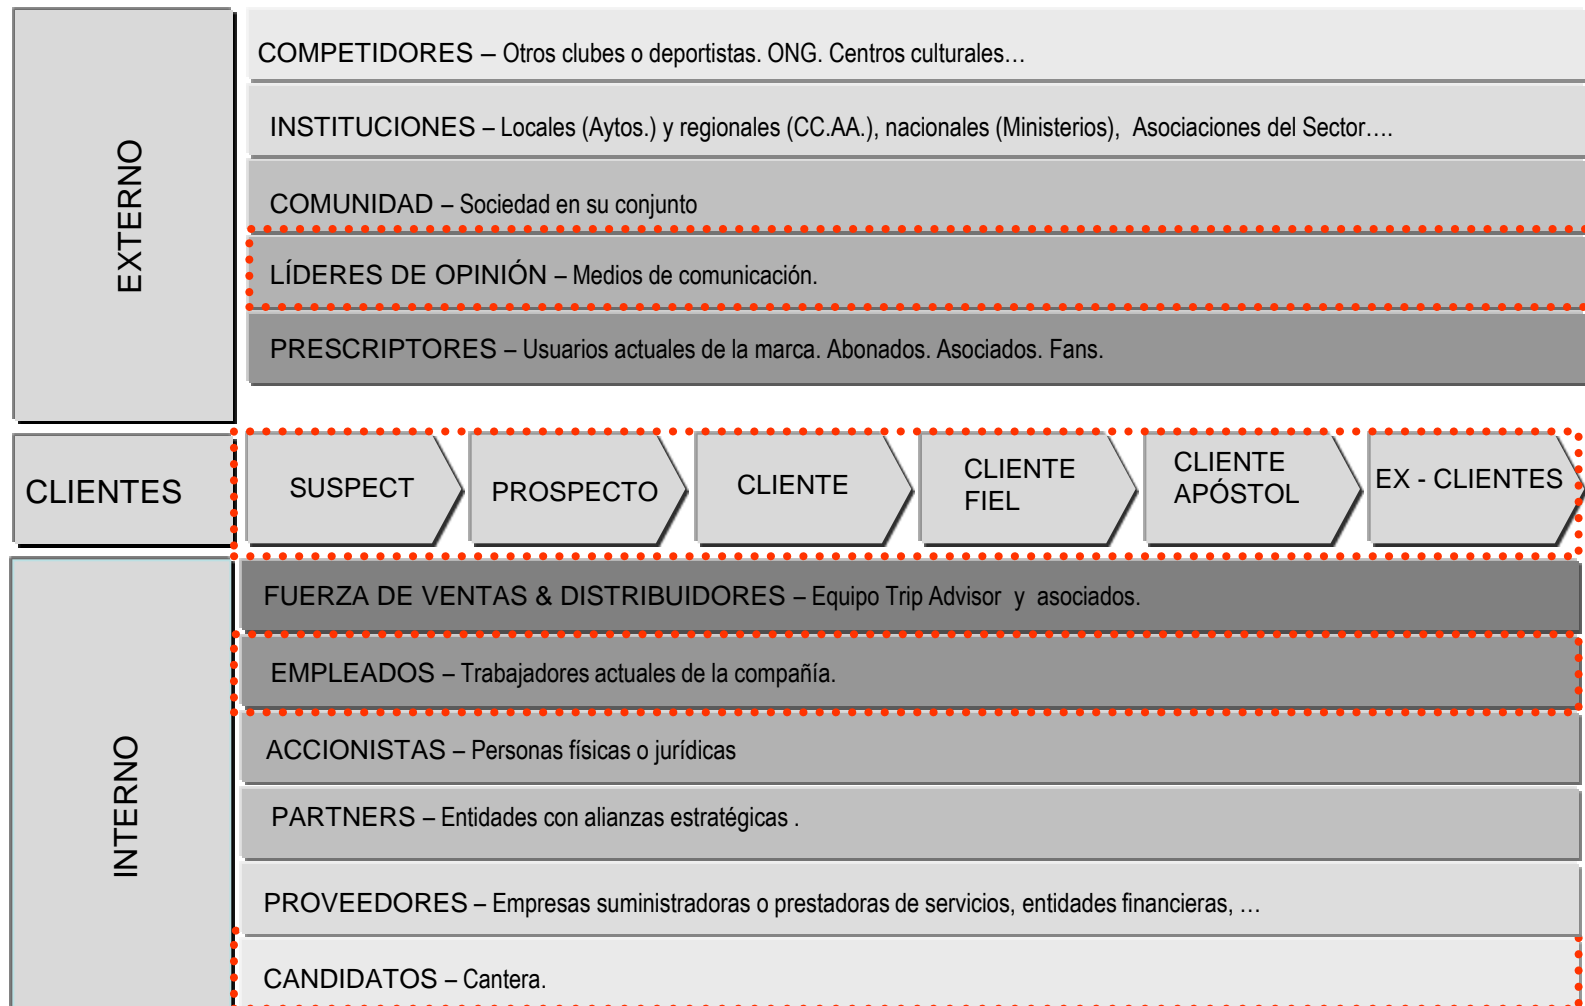 EXTERNO
COMPETIDORES – Otros clubes o deportistas. ONG. Centros culturales…
INSTITUCIONES – Locales (Aytos.) y regionales (CC.AA.), nacionales (Ministerios), Asociaciones del Sector….
COMUNIDAD – Sociedad en su conjunto
LÍDERES DE OPINIÓN – Medios de comunicación.
PRESCRIPTORES – Usuarios actuales de la marca. Abonados. Asociados. Fans.
CLIENTES
SUSPECT
PROSPECTO
CLIENTE
CLIENTE
FIEL
CLIENTE
APÓSTOL
EX - CLIENTES
INTERNO
FUERZA DE VENTAS & DISTRIBUIDORES – Equipo Trip Advisor y asociados.
EMPLEADOS – Trabajadores actuales de la compañía.
ACCIONISTAS – Personas físicas o jurídicas
PARTNERS – Entidades con alianzas estratégicas .
PROVEEDORES – Empresas suministradoras o prestadoras de servicios, entidades financieras, …
CANDIDATOS – Cantera.